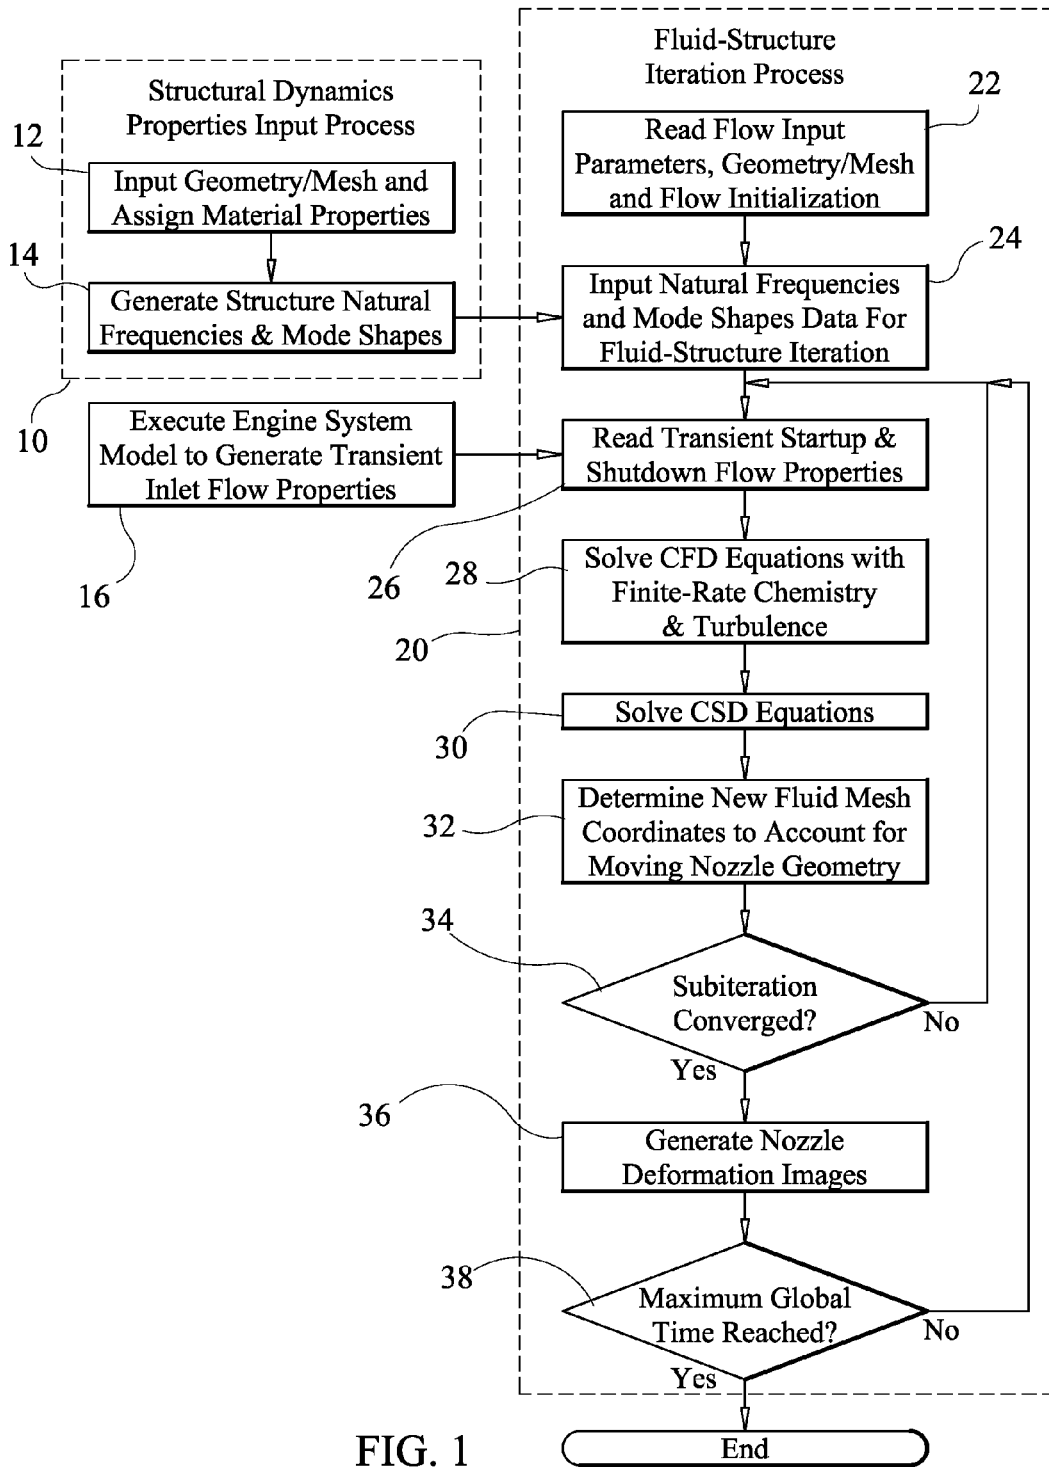 Fluid-Structure
Iteration Process
Structural Dynamics
Properties Input Process
12
22
Read Flow Input
Parameters, Geometry/Mesh
and Flow Initialization
Input Geometry/Mesh and
Assign Material Properties
14
24
Generate Structure Natural
Frequencies & Mode Shapes
Input Natural Frequencies
and Mode Shapes Data For
Fluid-Structure Iteration
10
Execute Engine System
Model to Generate Transient
Inlet Flow Properties
Read Transient Startup &
Shutdown Flow Properties
16
26
28
Solve CFD Equations with
Finite-Rate Chemistry
& Turbulence
20
Solve CSD Equations
30
Determine New Fluid Mesh
Coordinates to Account for
Moving Nozzle Geometry
32
34
Subiteration
Converged?
No
Yes
36
Generate Nozzle
Deformation Images
38
Maximum Global
Time Reached?
No
Yes
End
FIG. 1